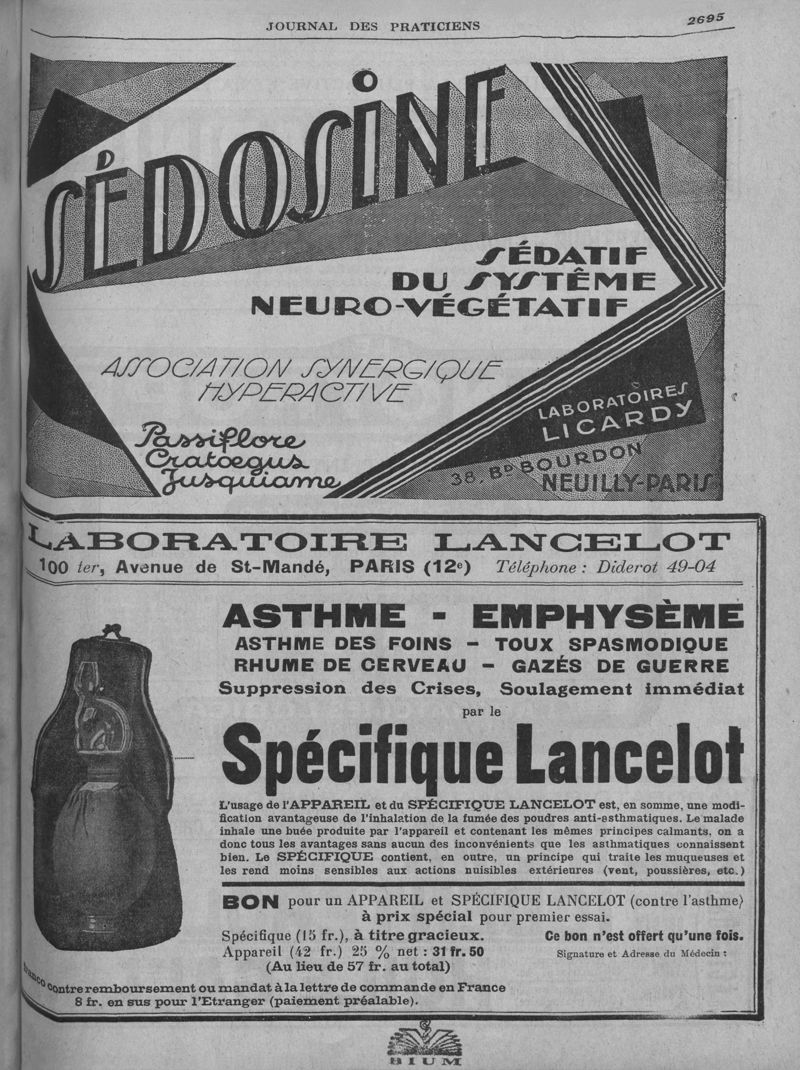 JOURNAL DES PRATICIENS
2695
SÉDOSINE
SÉDATIF
DU SYSTÊME
NEURO-VÉGÉTATIF
ASSOCIATION SYNERGIQUE
HYPERACTIVE
Passiflore
Cratoegus
Jusquiame
LABORATOIRES
LICARDY
38, BD BOURDON
NEUILLY-PARIS
LABORATOIRE LANCELOT
100 ter, Avenue de St-Mandé, PARIS (12e) Téléphone : Diderot 49-04
ASTHME - EMPHYSÈME
ASTHME DES FOINS - TOUX SPASMODIQUE
RHUME DE CERVEAU - GAZÉS DE GUERRE
Suppression des Crises, Soulagement immédiat
par le
Spécifique Lancelot
L'usage de l'APPAREIL et du SPÉCIFIQUE LANCELOT est, en somme, une modi-
fication avantageuse de l'inhalation de la fumée des poudres anti-asthmatiques. Le malade
inhale une buée produite par l'appareil et contenant les mêmes principes calmants, on a
donc tous les avantages sans aucun des inconvénients que les asthmatiques connaissent
bien. Le SPÉCIFIQUE contient, en outre, un principe qui traite les muqueuses et
les rend moins sensibles aux actions nuisibles extérieures (vent, poussières, etc.)
BON pour un APPAREIL et SPÉCIFIQUE LANCELOT (contre l'asthme)
à prix spécial pour premier essai.
Spécifique (15 fr.), à titre gracieux.
Appareil (42 fr.) 25 % net : 31 fr. 50
(Au lieu de 57 fr. au total)
Ce bon n'est offert qu'une fois.
Signature et Adresse du Médecin :
franco contre remboursement ou mandat à la lettre de commande en France
8 fr. en sus pour l'Etranger (paiement préalable).
BIUM